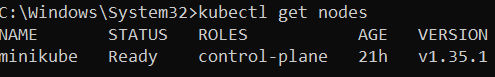 C:\Windows\System32>kubectl get nodes
NAME STATUS ROLES AGE VERSION
minikube Ready control-plane 21h v1.35.1